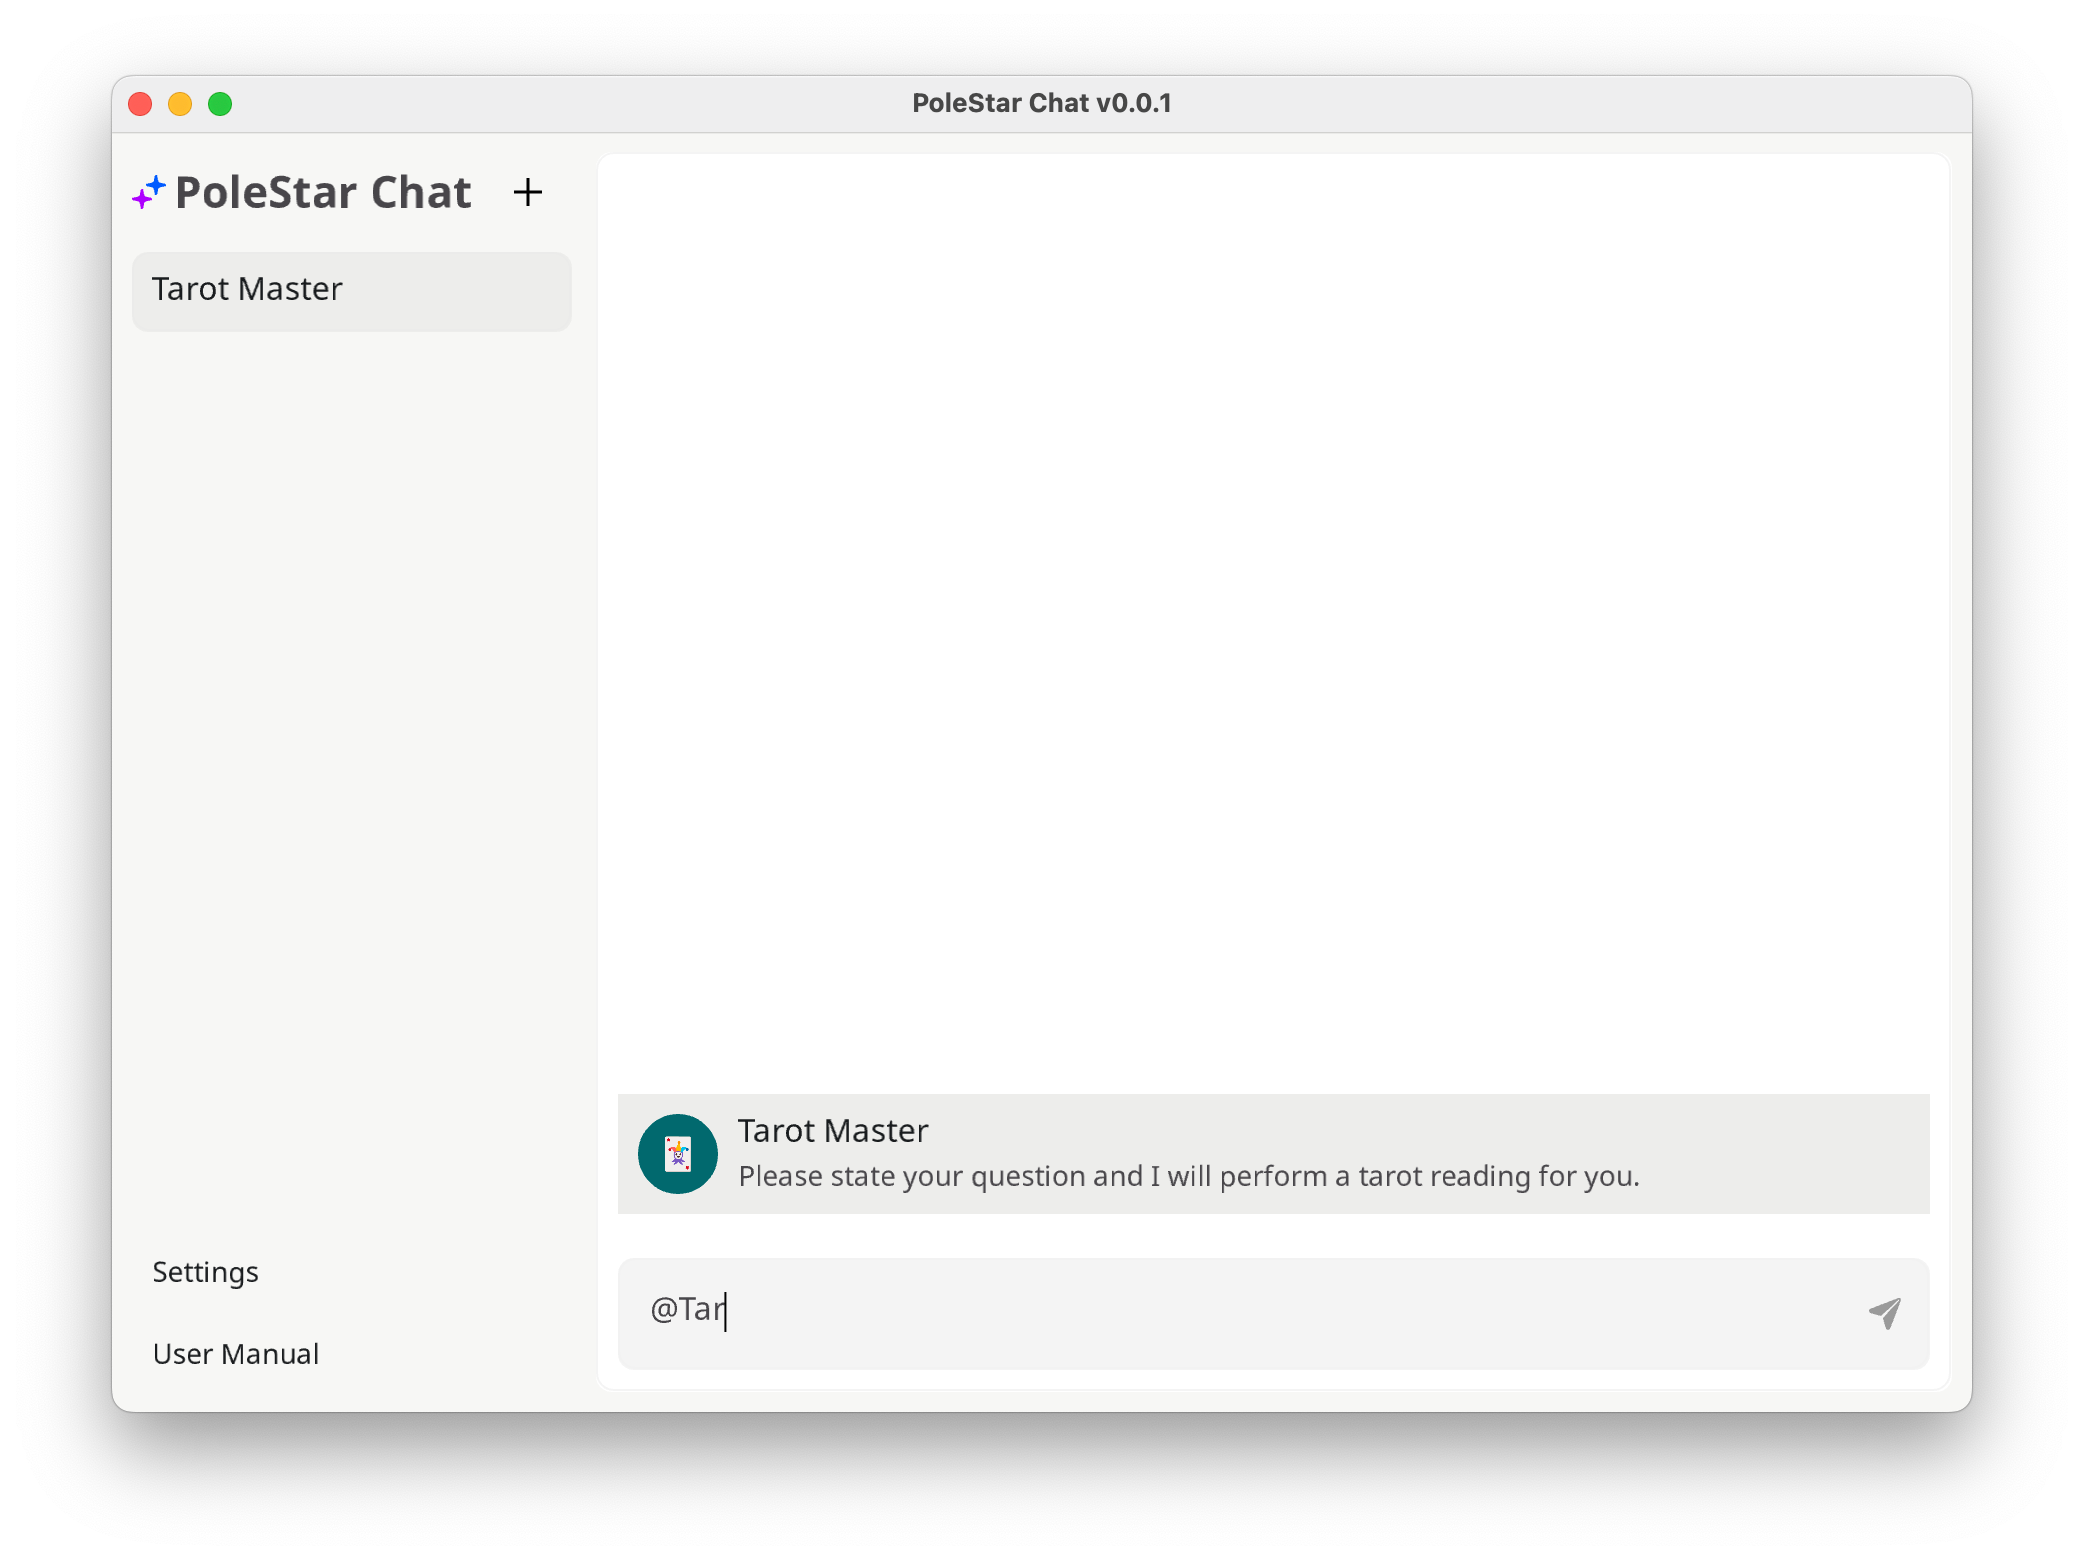 PoleStar Chat v0.0.1
PoleStar Chat
Tarot Master
Settings
User Manual
Tarot Master
Please state your question and I will perform a tarot reading for you.
@Tar